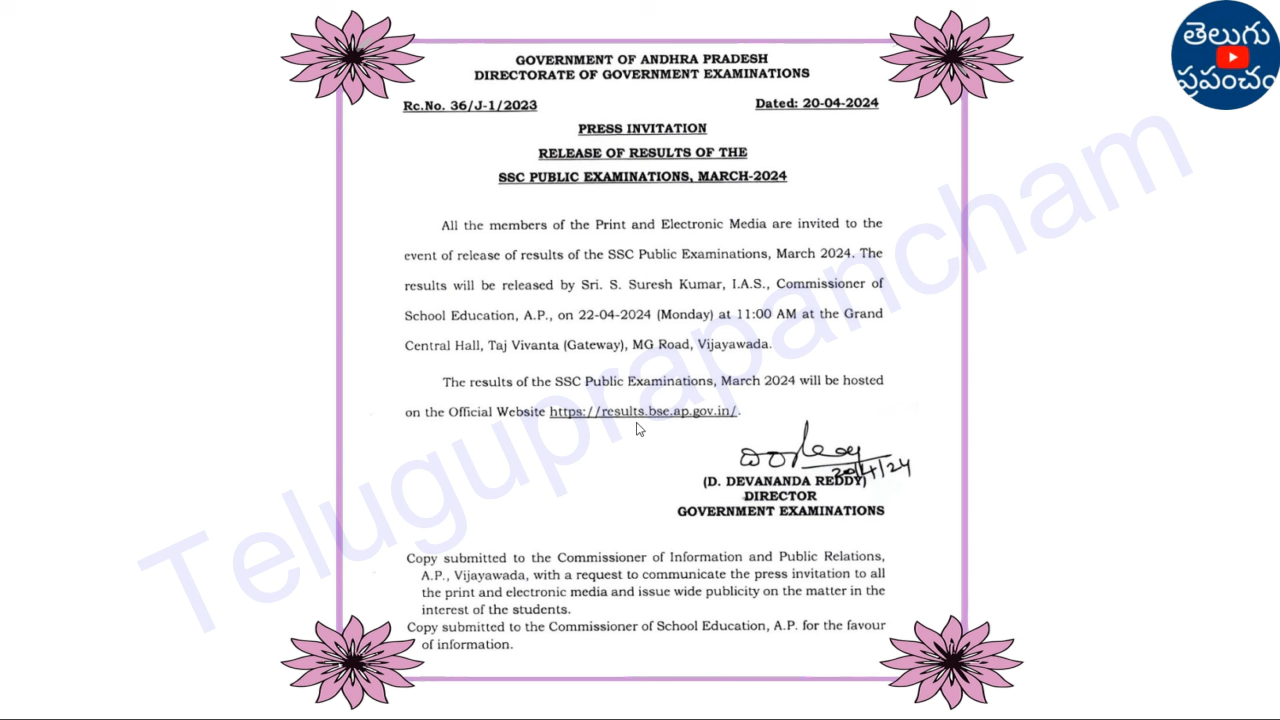 తెలుగు
ప్రపంచం
GOVERNMENT OF ANDHRA PRADESH
DIRECTORATE OF GOVERNMENT EXAMINATIONS
Rc.No. 36/J-1/2023 Dated: 20-04-2024
PRESS INVITATION
RELEASE OF RESULTS OF THE
SSC PUBLIC EXAMINATIONS, MARCH-2024
All the members of the Print and Electronic Media are invited to the
event of release of results of the SSC Public Examinations, March 2024. The
results will be released by Sri. S. Suresh Kumar, I.A.S., Commissioner of
School Education, A.P., on 22-04-2024 (Monday) at 11:00 AM at the Grand
Central Hall, Taj Vivanta (Gateway), MG Road, Vijayawada.
The results of the SSC Public Examinations, March 2024 will be hosted
on the Official Website https://results.bse.ap.gov.in/.
20/4/24
(D. DEVANANDA REDDY)
DIRECTOR
GOVERNMENT EXAMINATIONS
Copy submitted to the Commissioner of Information and Public Relations,
A.P., Vijayawada, with a request to communicate the press invitation to all
the print and electronic media and issue wide publicity on the matter in the
interest of the students.
Copy submitted to the Commissioner of School Education, A.P. for the favour
of information.
Teluguprapancham